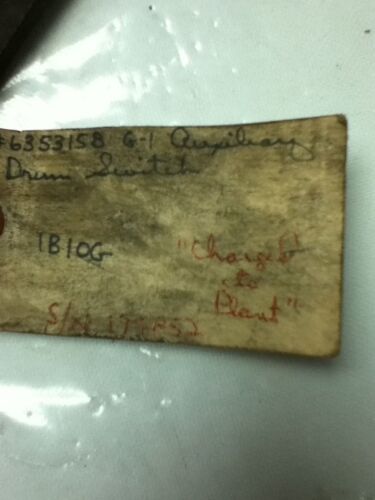 #6353158 G-1 Auxiliary
Drum Switch
1B10G
"Charged
to
Plant"
S/N